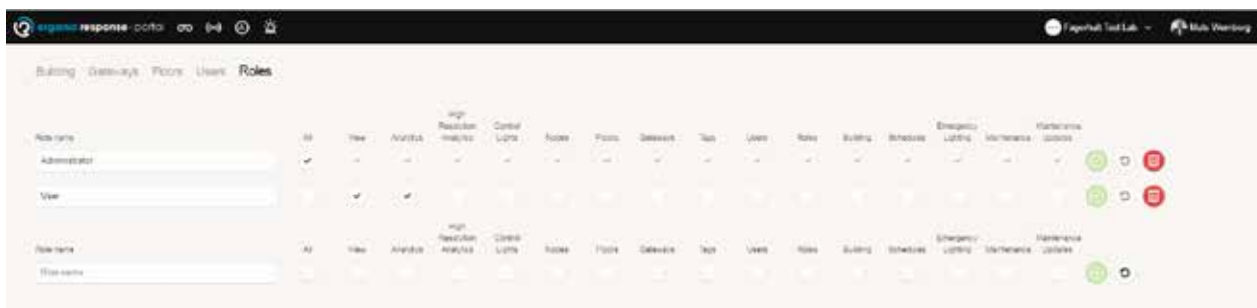 organic response portal Fagerhult Test Lab
Building Gateways Floors Users Roles
Role name All View Analytics High Resolution Analytics Control Lights Nodes Floors Gateways Tags Users Roles Building Schedules Emergency Lighting Maintenance Maintenance Updates
Administrator
View
Role name All View Analytics High Resolution Analytics Control Lights Nodes Floors Gateways Tags Users Roles Building Schedules Emergency Lighting Maintenance Maintenance Updates
Role name